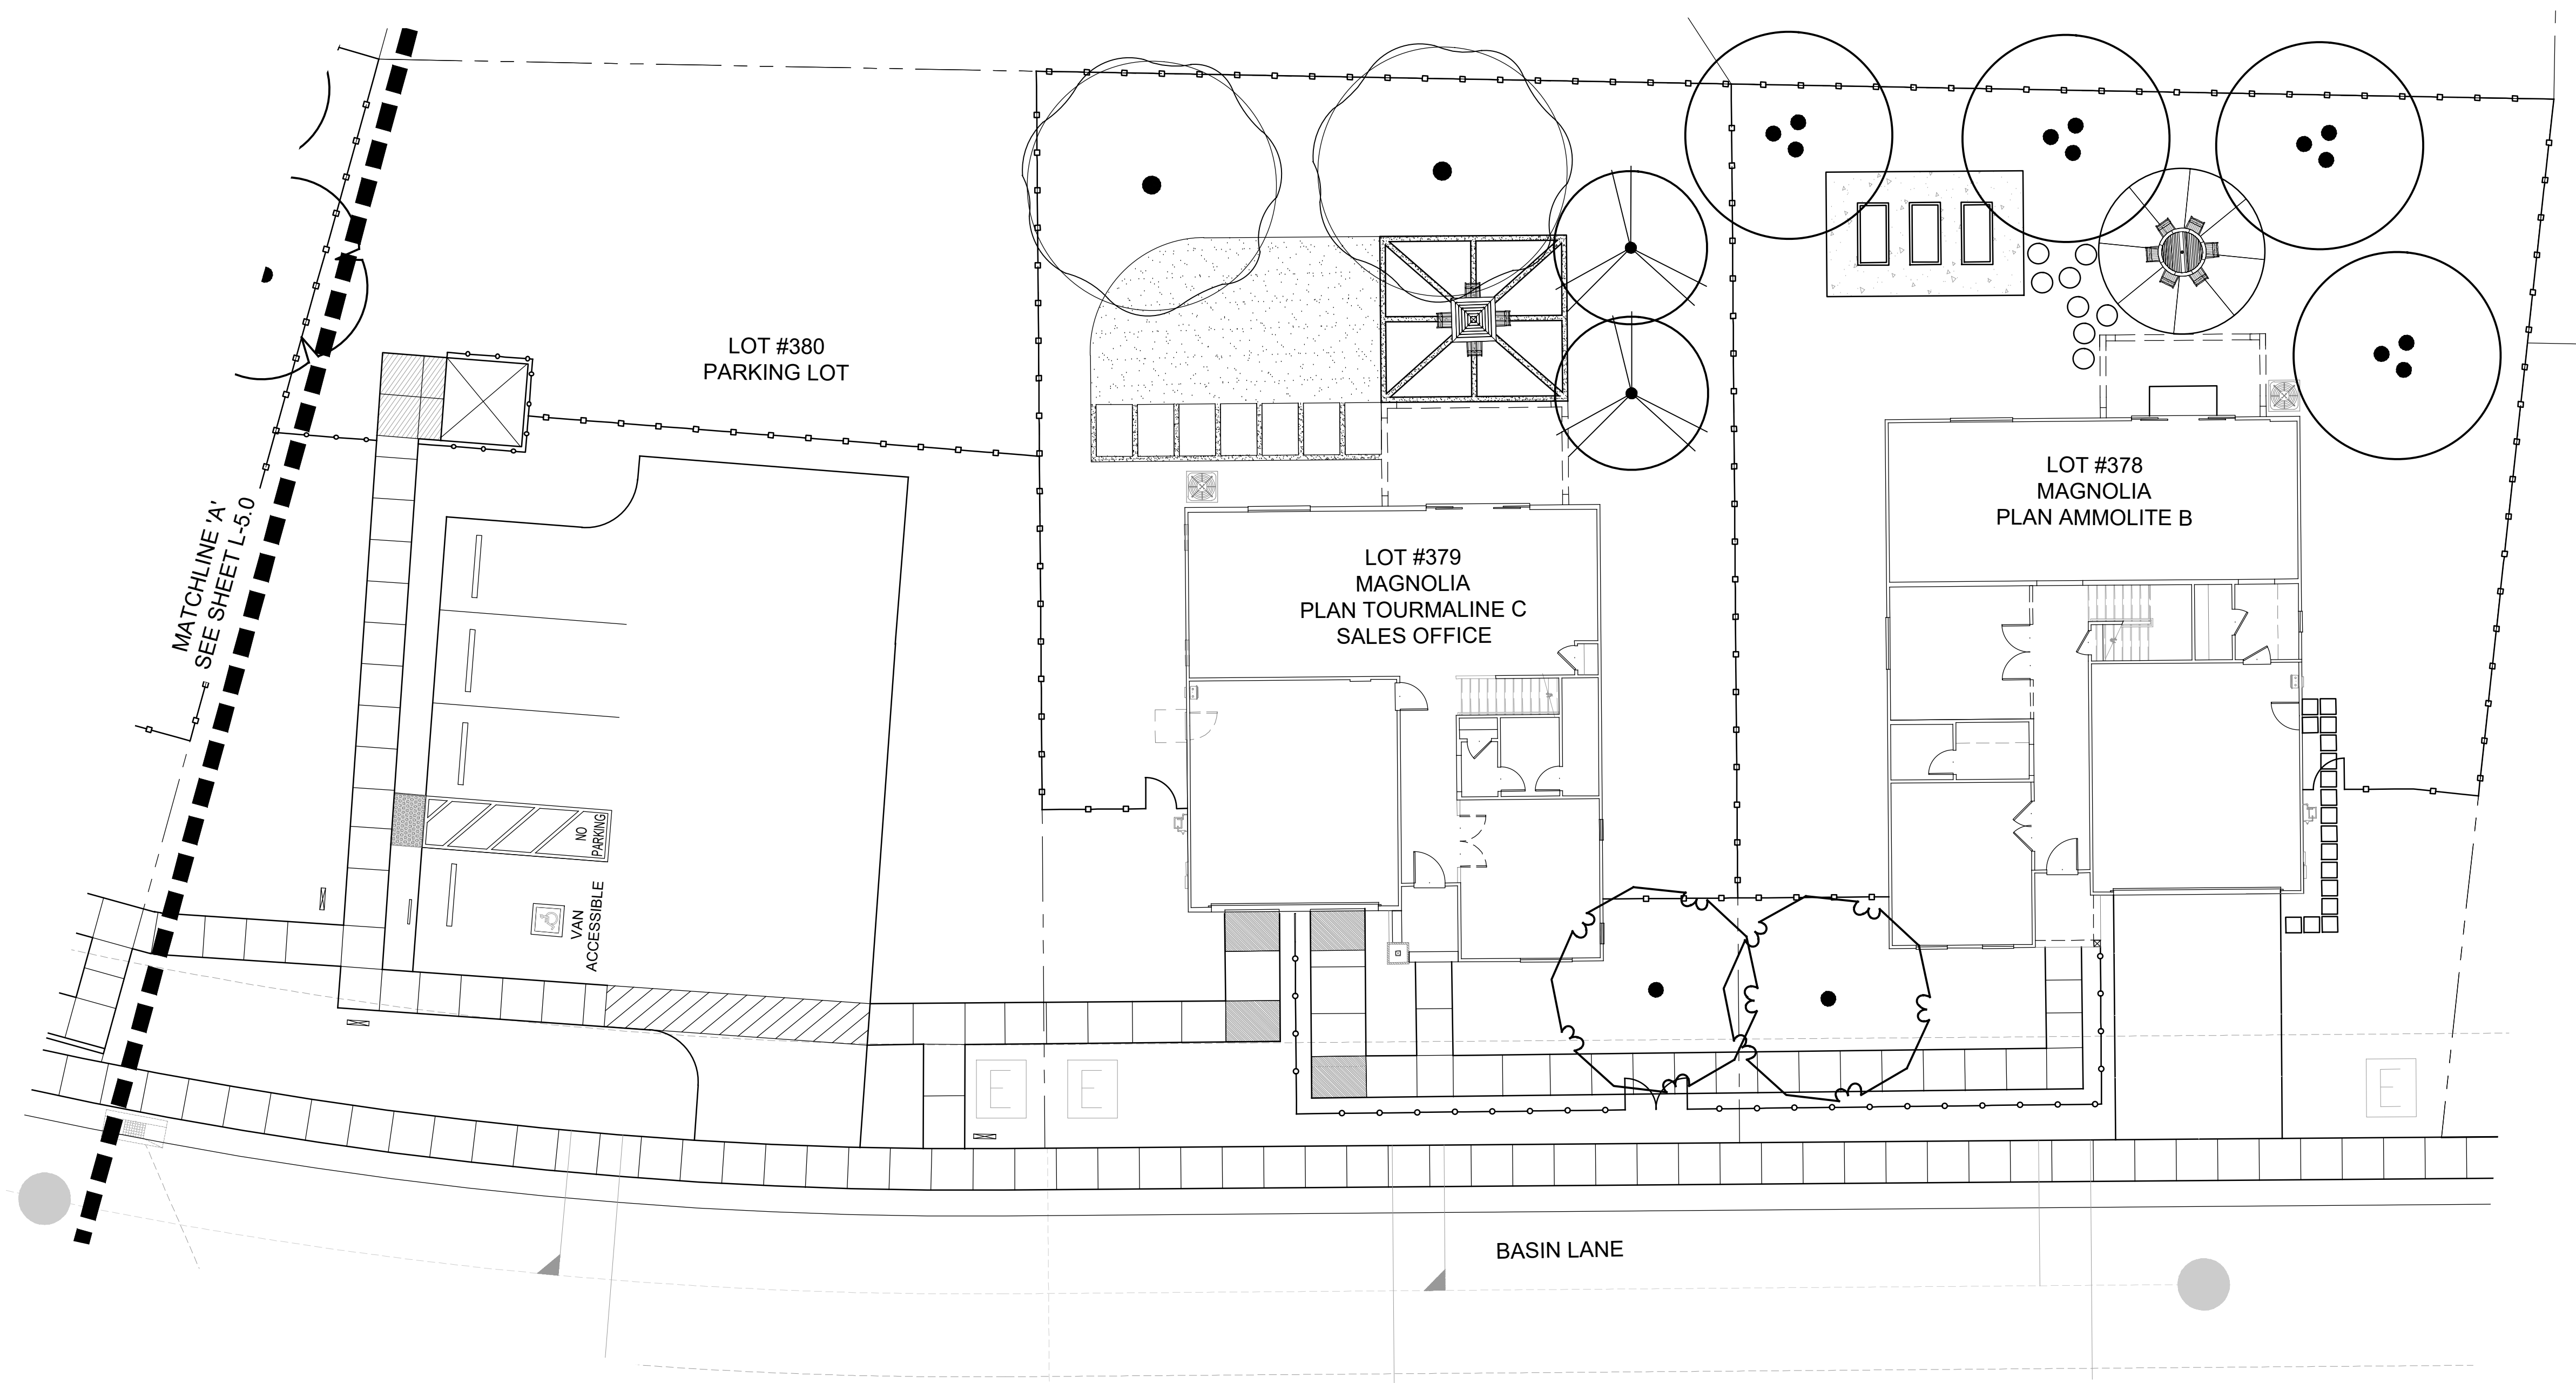 LOT #380
PARKING LOT
MATCHLINE 'A'
SEE SHEET L-5.0
LOT #379
MAGNOLIA
PLAN TOURMALINE C
SALES OFFICE
LOT #378
MAGNOLIA
PLAN AMMOLITE B
NO
PARKING
VAN
ACCESSIBLE
E
E
E
BASIN LANE